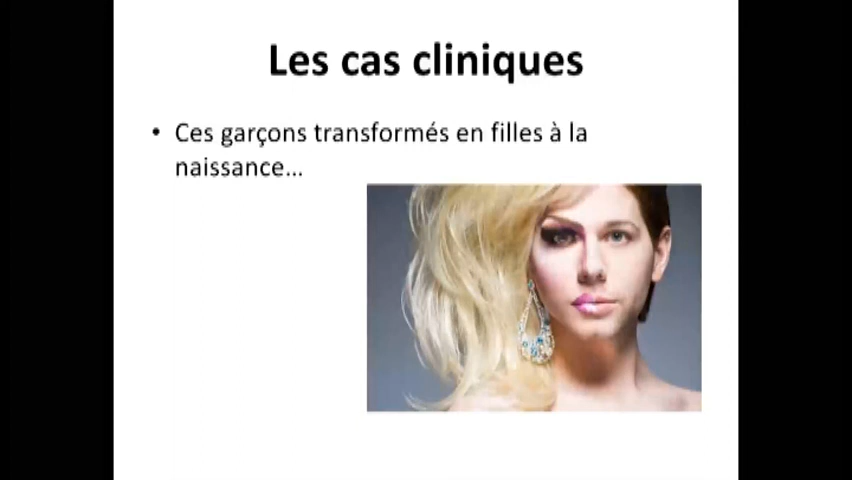 Les cas cliniques
• Ces garçons transformés en filles à la
naissance...